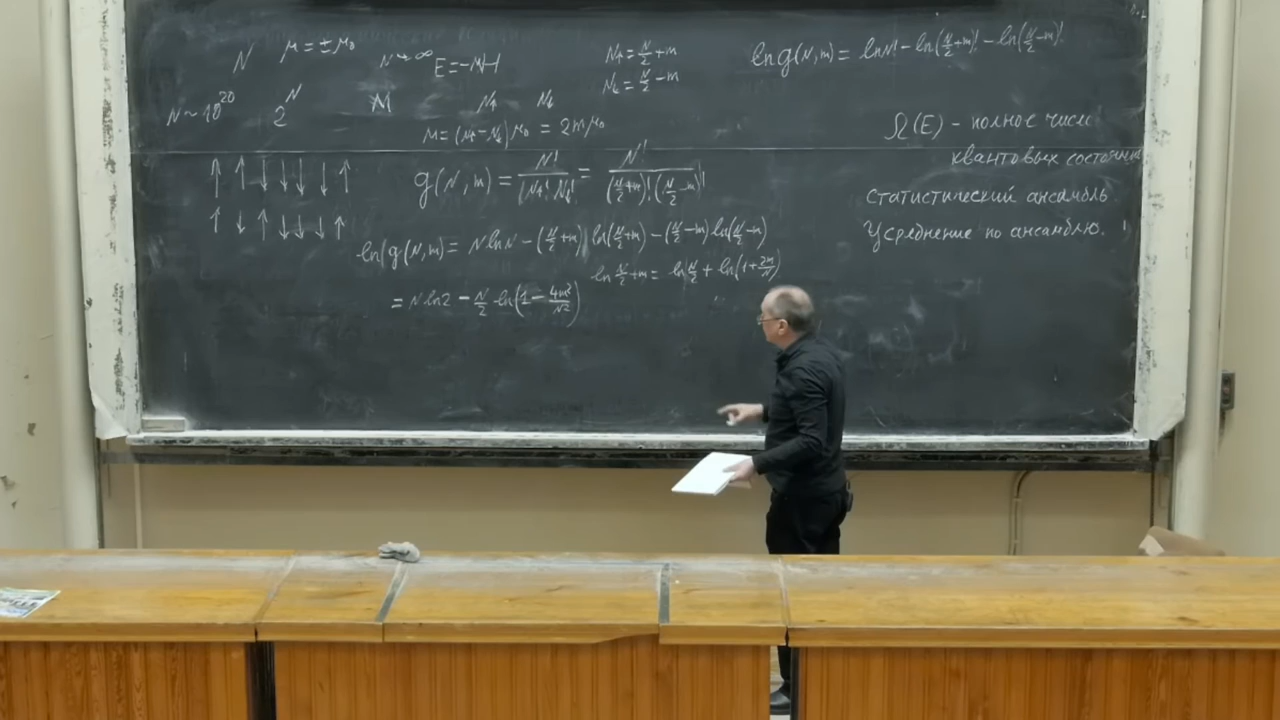 N μ = ±μ₀ N→∞ E = -MH
N ~ 10²⁰ 2ᴺ M N↑ N↓
M = (N↑ - N↓)μ₀ = 2mμ₀
↑ ↑ ↓ ↓ ↓ ↓ ↑
↑ ↓ ↑ ↓ ↓ ↓ ↑
g(N,m) = N!/(N↑! N↓!) = N!/((N/2+m)! (N/2-m)!)
ln(g(N,m) = N ln N - (N/2+m) ln(N/2+m) - (N/2-m) ln(N/2-m)
ln N/2+m = ln N/2 + ln(1+2m/N)
= N ln2 - N/2 ln(1 - 4m²/N²)
N↑ = N/2 + m
N↓ = N/2 - m
ln g(N,m) = ln N! - ln(N/2+m)! - ln(N/2-m)!
Ω(E) - полное число
квантовых состояний
статистический ансамбль
Усреднение по ансамблю.